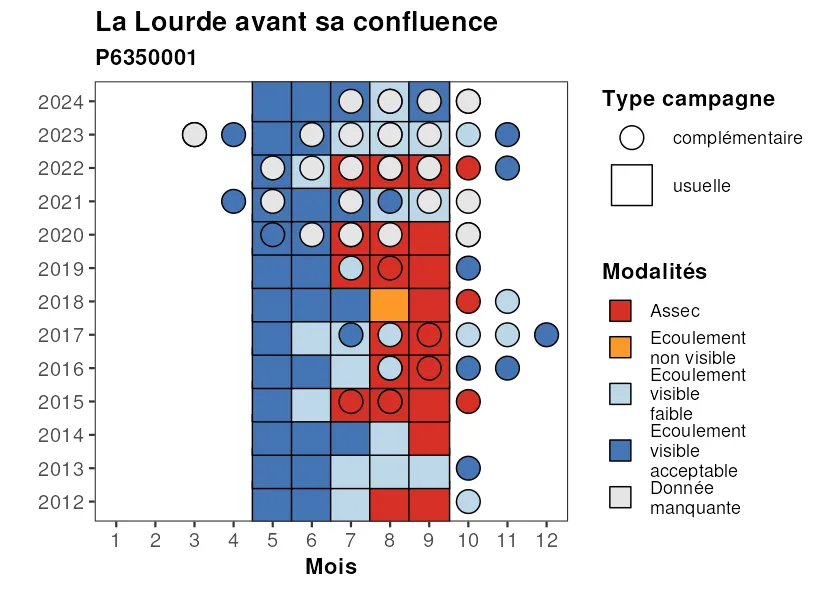 La Lourde avant sa confluence
P6350001
2024
2023
2022
2021
2020
2019
2018
2017
2016
2015
2014
2013
2012
1 2 3 4 5 6 7 8 9 10 11 12
Mois
Type campagne
complémentaire
usuelle
Modalités
Assec
Ecoulement
non visible
Ecoulement
visible
faible
Ecoulement
visible
acceptable
Donnée
manquante